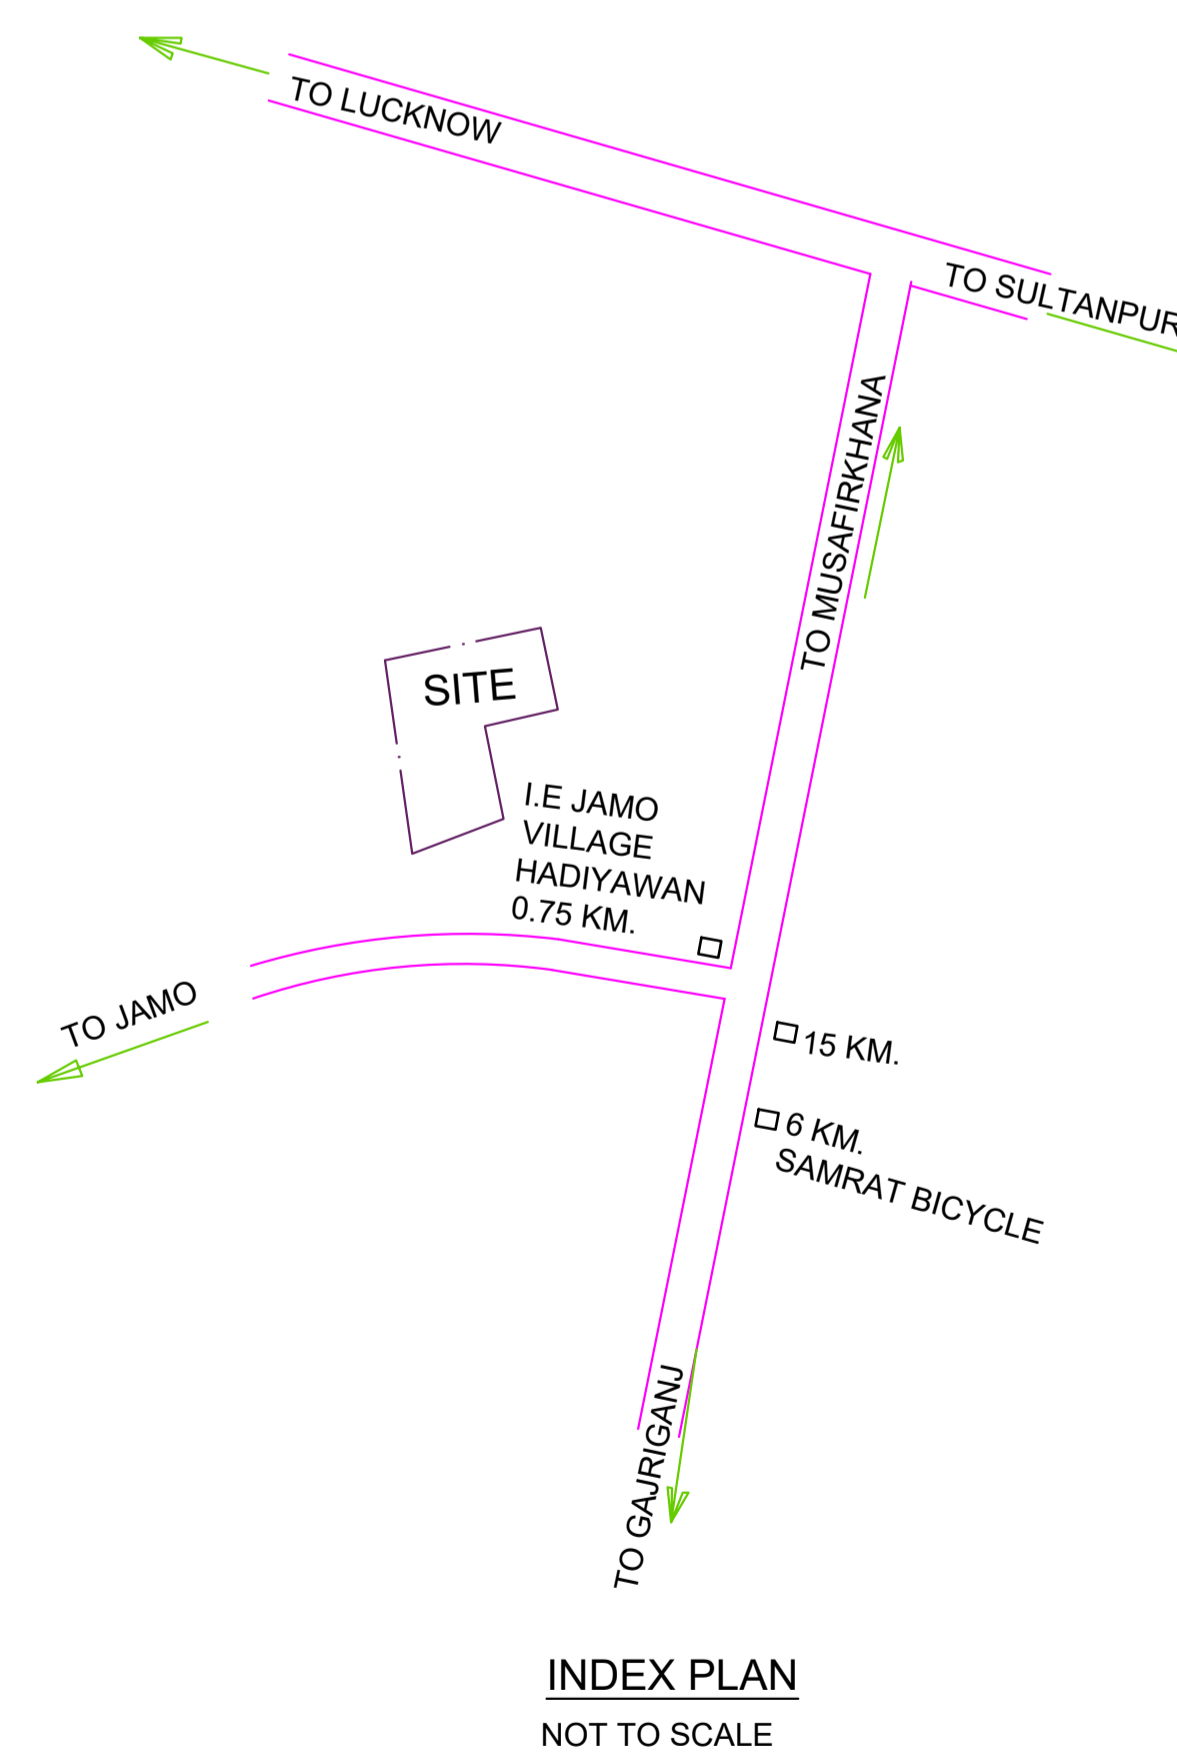 TO LUCKNOW
TO SULTANPUR
TO MUSAFIRKHANA
SITE
I.E JAMO
VILLAGE
HADIYAWAN
0.75 KM.
TO JAMO
15 KM.
6 KM.
SAMRAT BICYCLE
TO GAJRIGANJ
INDEX PLAN
NOT TO SCALE